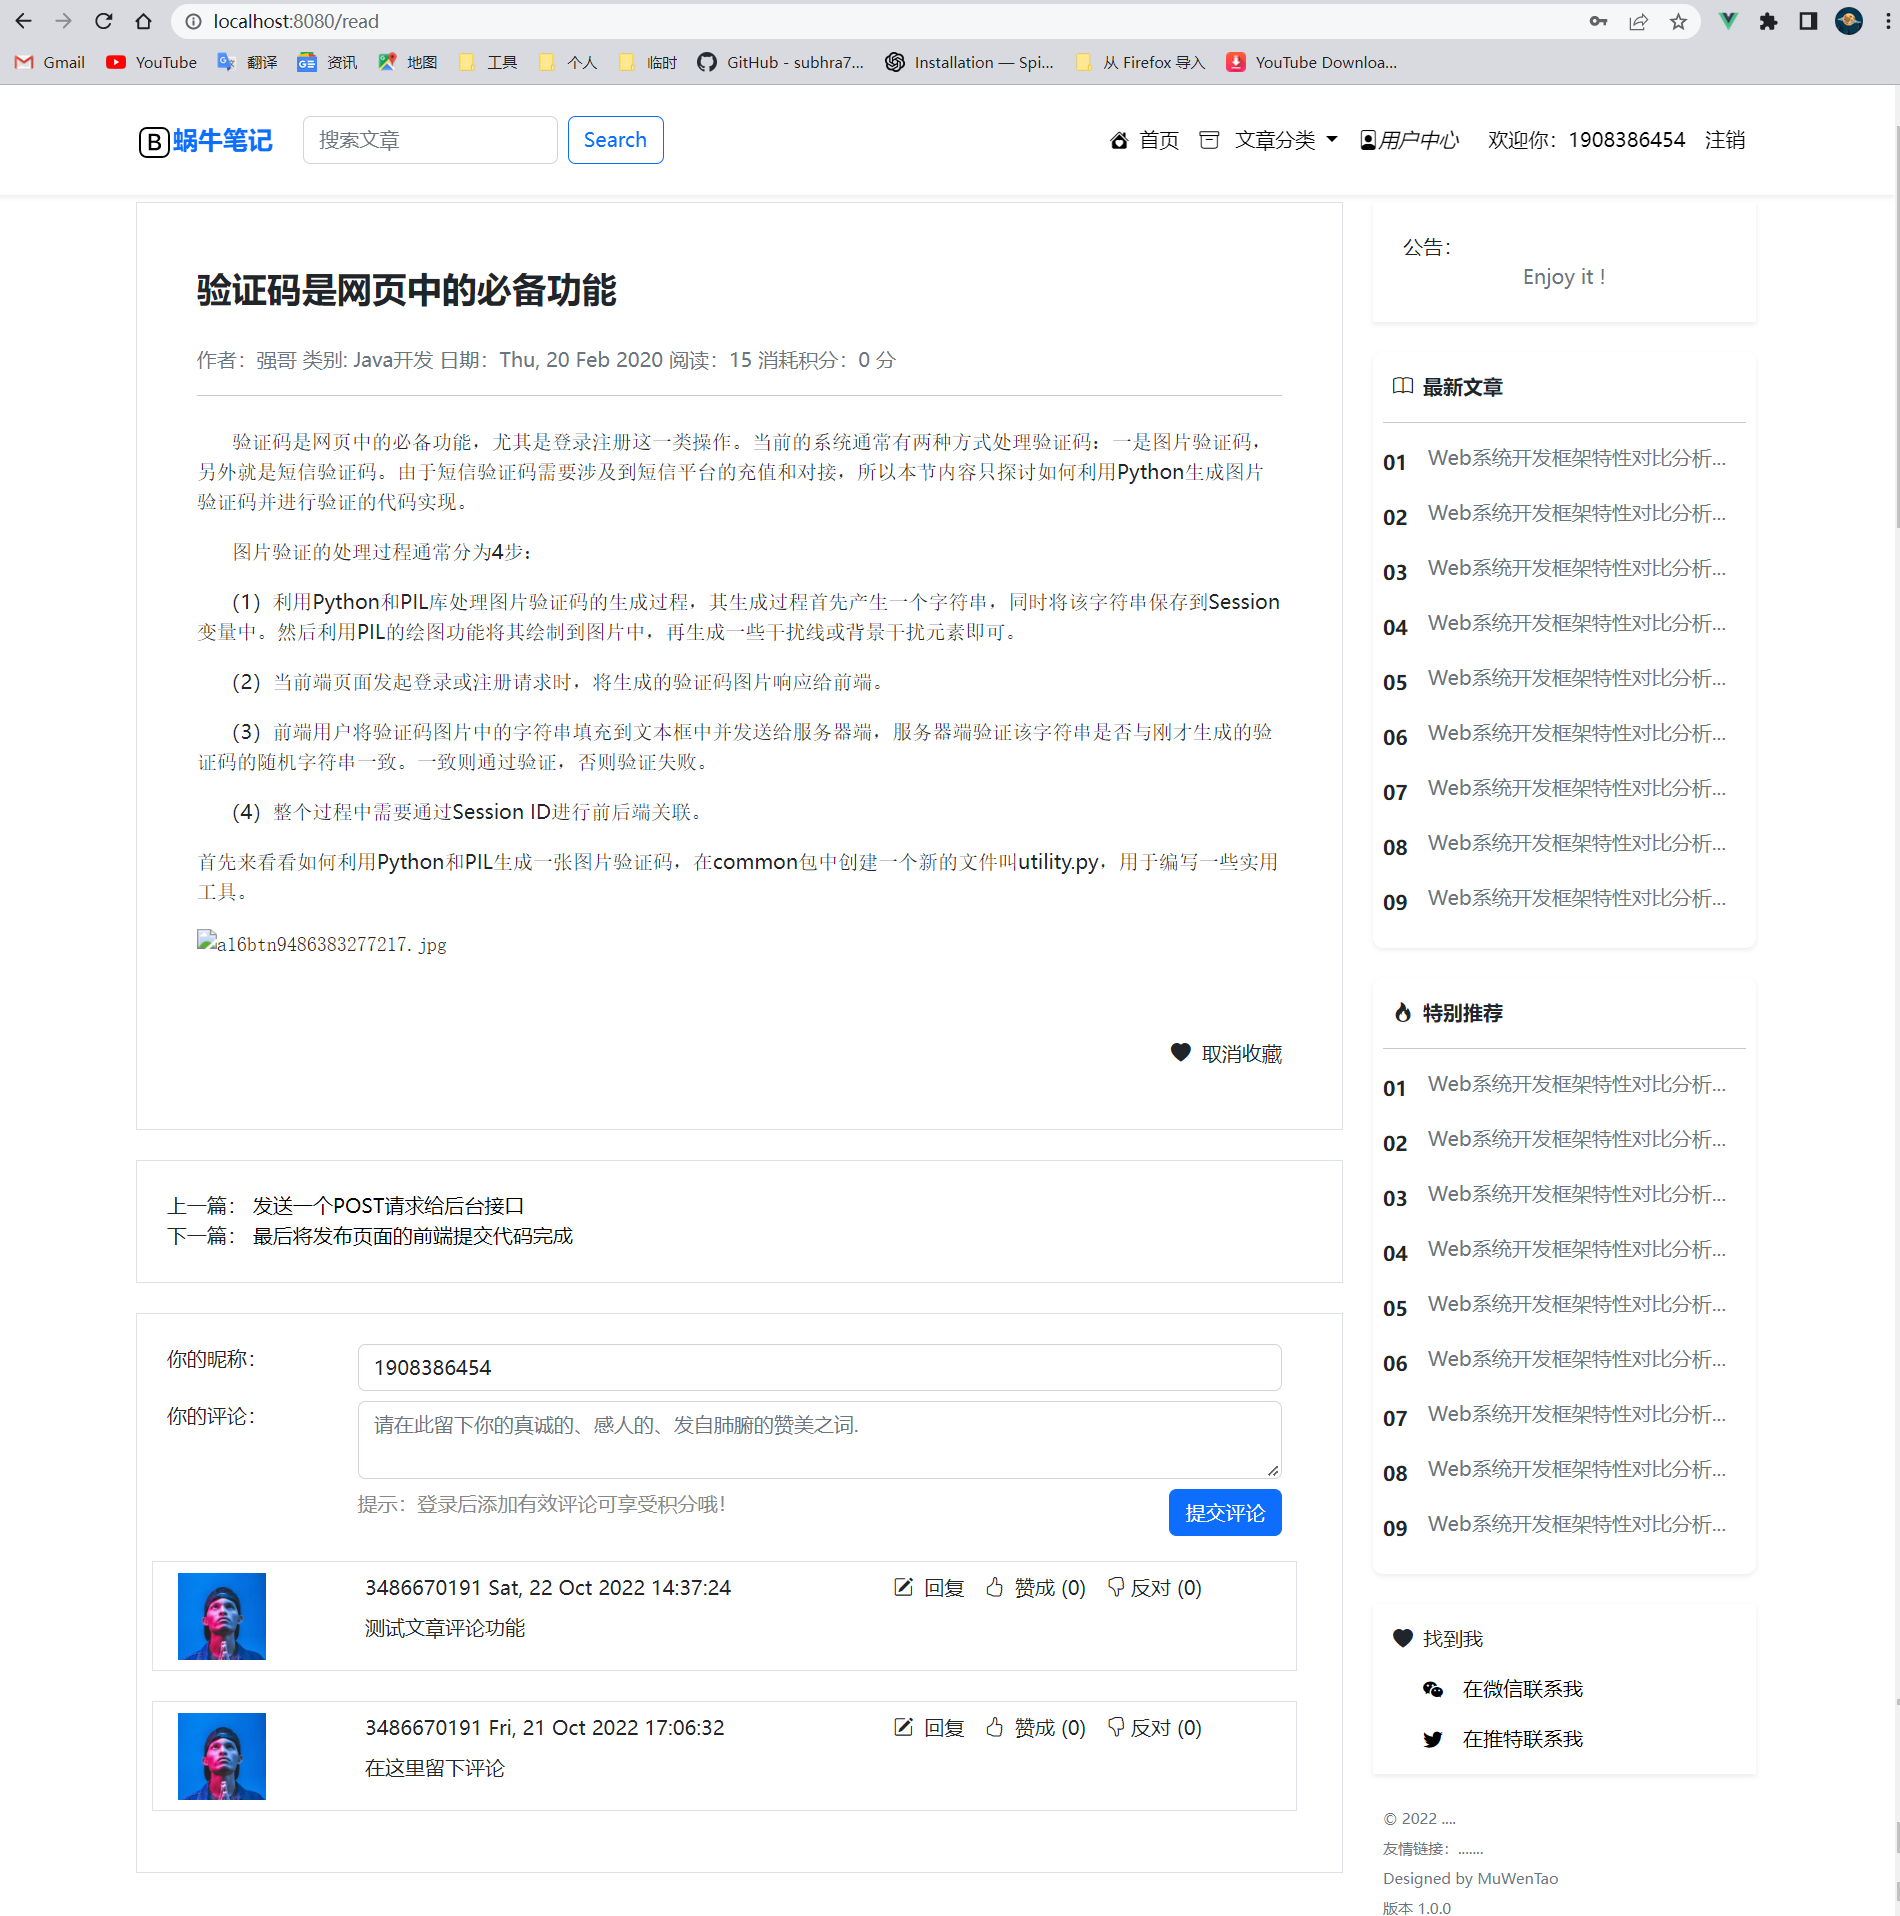 localhost:8080/read
Gmail YouTube 翻译 资讯 地图 工具 个人 临时 GitHub - subhra7... Installation — Spi... 从 Firefox 导入 YouTube Downloa...
B 蜗牛笔记 搜索文章 Search 首页 文章分类 用户中心 欢迎你：1908386454 注销
验证码是网页中的必备功能
作者：强哥 类别: Java开发 日期：Thu, 20 Feb 2020 阅读：15 消耗积分：0 分
验证码是网页中的必备功能，尤其是登录注册这一类操作。当前的系统通常有两种方式处理验证码：一是图片验证码，
另外就是短信验证码。由于短信验证码需要涉及到短信平台的充值和对接，所以本节内容只探讨如何利用Python生成图片
验证码并进行验证的代码实现。
图片验证的处理过程通常分为4步：
（1）利用Python和PIL库处理图片验证码的生成过程，其生成过程首先产生一个字符串，同时将该字符串保存到Session
变量中。然后利用PIL的绘图功能将其绘制到图片中，再生成一些干扰线或背景干扰元素即可。
（2）当前端页面发起登录或注册请求时，将生成的验证码图片响应给前端。
（3）前端用户将验证码图片中的字符串填充到文本框中并发送给服务器端，服务器端验证该字符串是否与刚才生成的验
证码的随机字符串一致。一致则通过验证，否则验证失败。
（4）整个过程中需要通过Session ID进行前后端关联。
首先来看看如何利用Python和PIL生成一张图片验证码，在common包中创建一个新的文件叫utility.py，用于编写一些实用
工具。
a16btn9486383277217.jpg
取消收藏
上一篇： 发送一个POST请求给后台接口
下一篇： 最后将发布页面的前端提交代码完成
你的昵称： 1908386454
你的评论： 请在此留下你的真诚的、感人的、发自肺腑的赞美之词.
提示：登录后添加有效评论可享受积分哦！ 提交评论
3486670191 Sat, 22 Oct 2022 14:37:24 回复 赞成 (0) 反对 (0)
测试文章评论功能
3486670191 Fri, 21 Oct 2022 17:06:32 回复 赞成 (0) 反对 (0)
在这里留下评论
公告：
Enjoy it !
最新文章
01 Web系统开发框架特性对比分析...
02 Web系统开发框架特性对比分析...
03 Web系统开发框架特性对比分析...
04 Web系统开发框架特性对比分析...
05 Web系统开发框架特性对比分析...
06 Web系统开发框架特性对比分析...
07 Web系统开发框架特性对比分析...
08 Web系统开发框架特性对比分析...
09 Web系统开发框架特性对比分析...
特别推荐
01 Web系统开发框架特性对比分析...
02 Web系统开发框架特性对比分析...
03 Web系统开发框架特性对比分析...
04 Web系统开发框架特性对比分析...
05 Web系统开发框架特性对比分析...
06 Web系统开发框架特性对比分析...
07 Web系统开发框架特性对比分析...
08 Web系统开发框架特性对比分析...
09 Web系统开发框架特性对比分析...
找到我
在微信联系我
在推特联系我
© 2022 ....
友情链接：.......
Designed by MuWenTao
版本 1.0.0